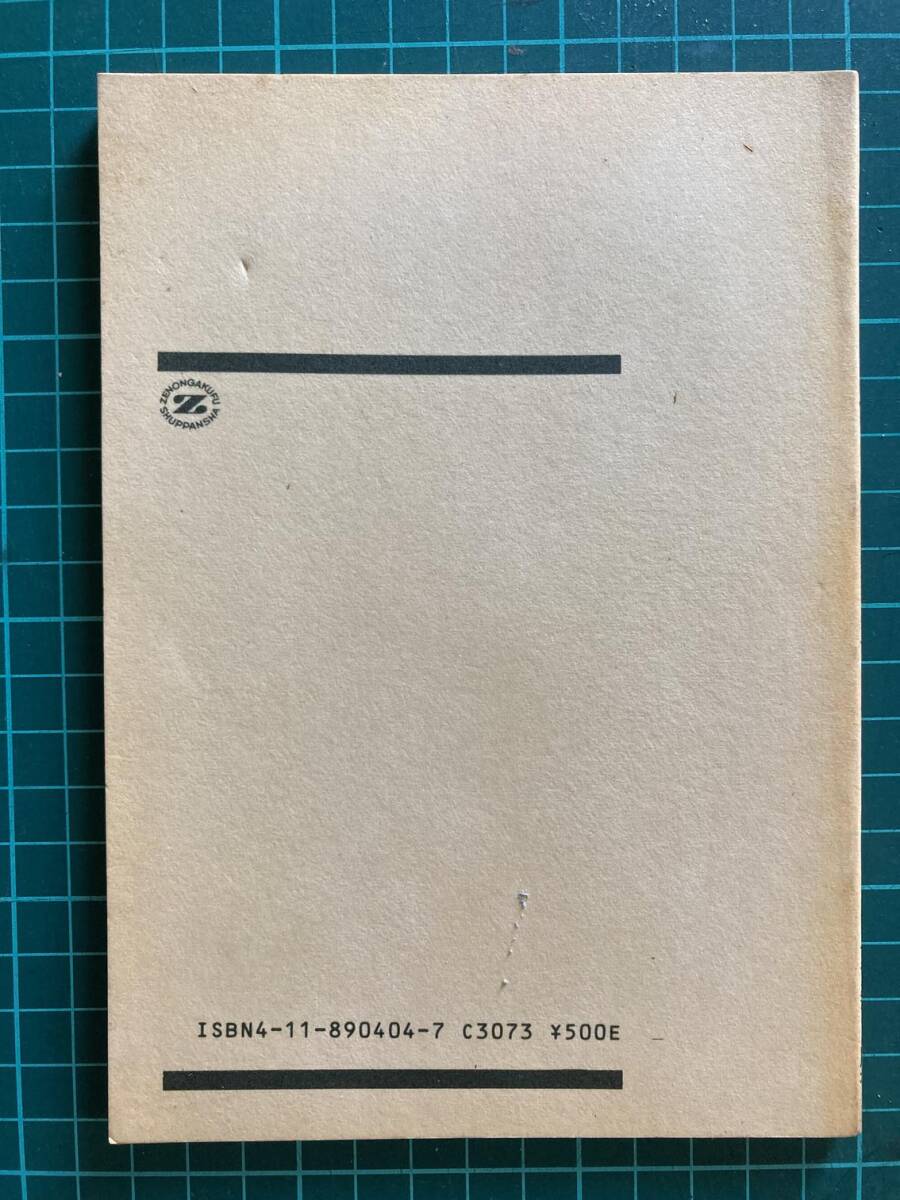 ZENONGAKUFU
Z
SHUPPANSHA
ISBN4-11-890404-7 C3073 ¥500E